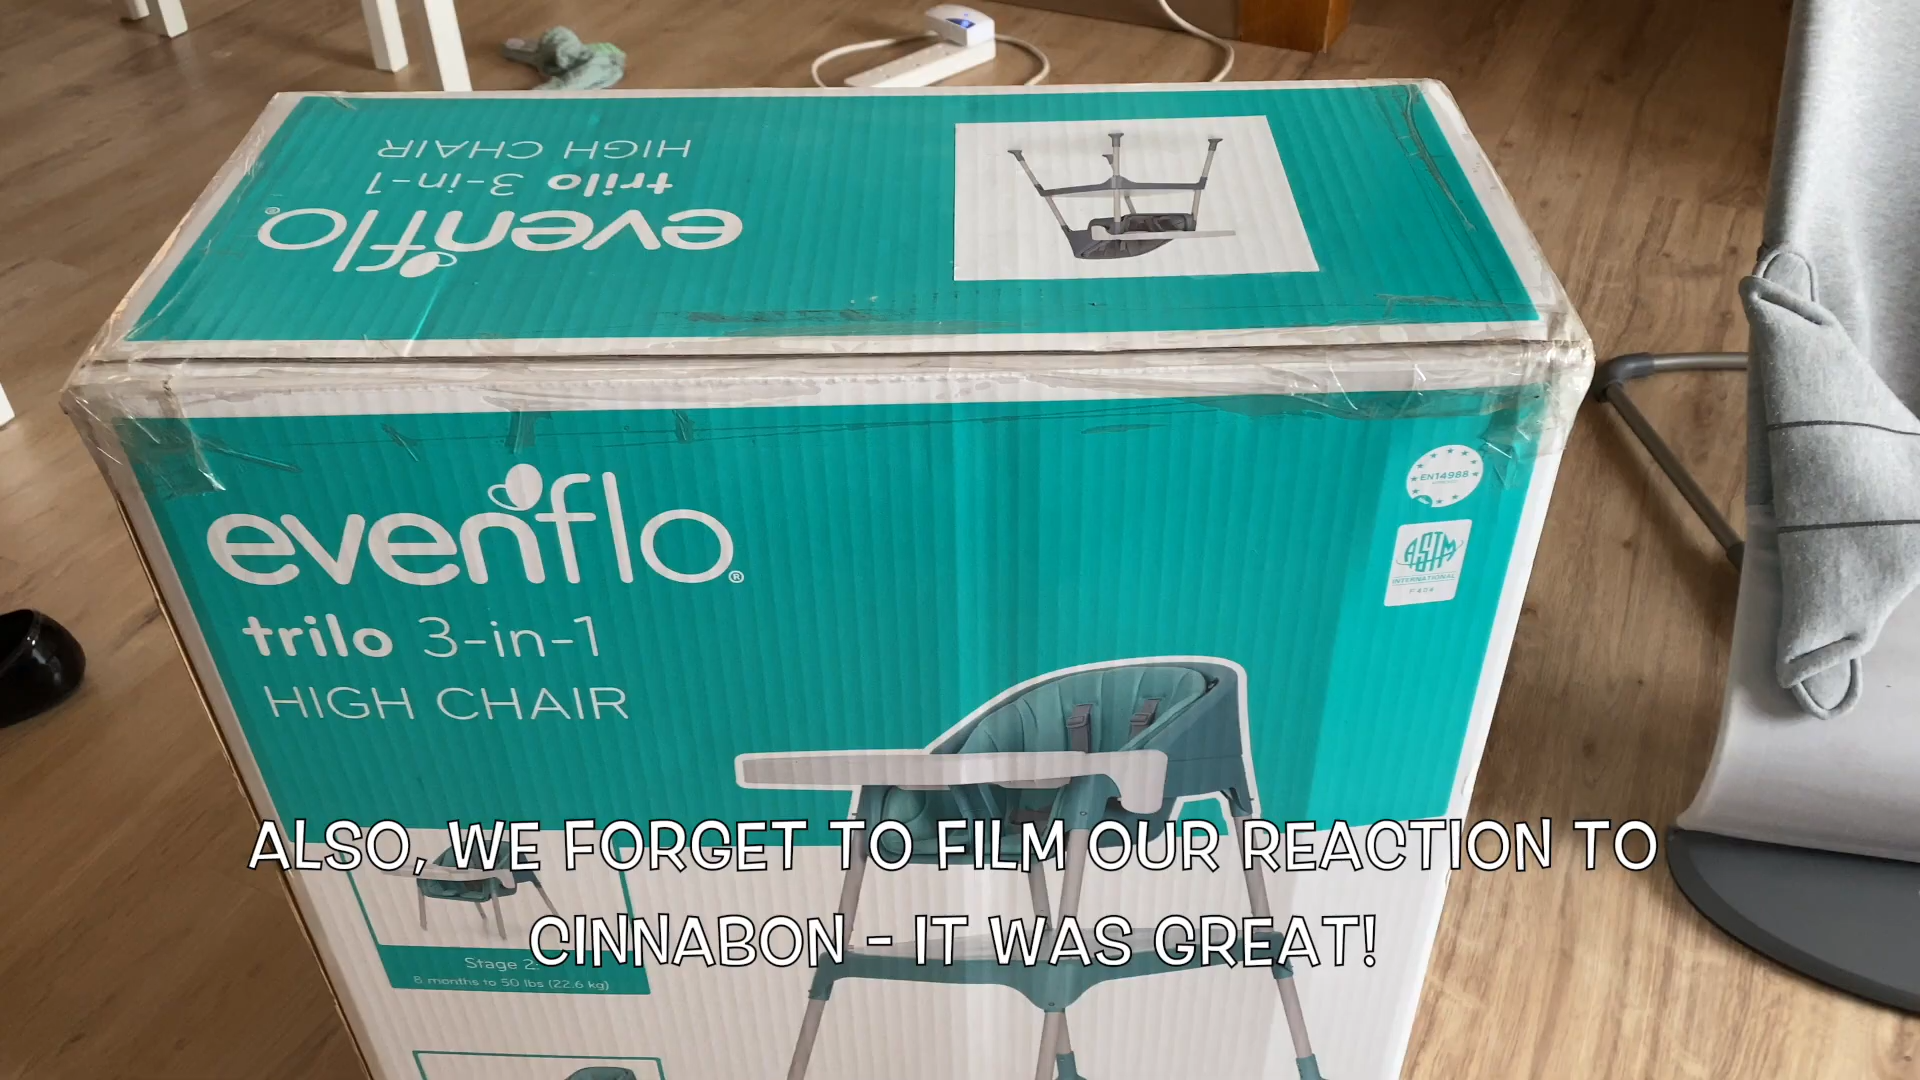 HIGH CHAIR
trilo 3-in-1
evenflo®
evenflo®
trilo 3-in-1
HIGH CHAIR
EN14988
ASTM
INTERNATIONAL
ALSO, WE FORGET TO FILM OUR REACTION TO
CINNABON - IT WAS GREAT!
Stage 2:
8 months to 50 lbs (22.6 kg)